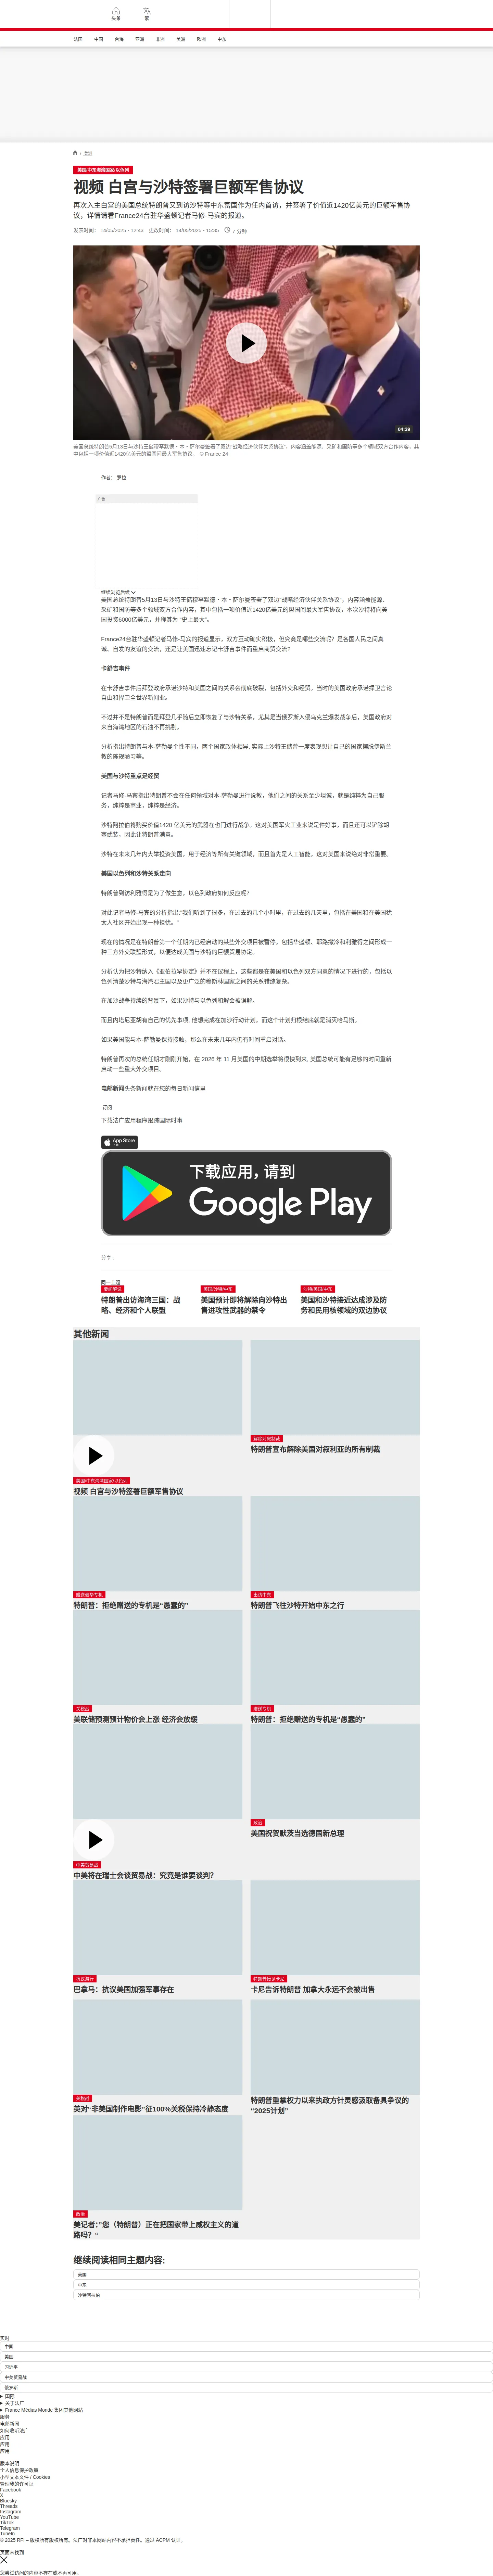 头条
繁
法国
中国
台海
亚洲
非洲
美洲
欧洲
中东
/ 美洲
美国/中东海湾国家/以色列
视频 白宫与沙特签署巨额军售协议
再次入主白宫的美国总统特朗普又到访沙特等中东富国作为任内首访，并签署了价值近1420亿美元的巨额军售协
议，详情请看France24台驻华盛顿记者马修-马宾的报道。
发表时间： 14/05/2025 - 12:43 更改时间： 14/05/2025 - 15:35 7 分钟
04:39
美国总统特朗普5月13日与沙特王储穆罕默德・本・萨尔曼签署了双边“战略经济伙伴关系协议”，内容涵盖能源、采矿和国防等多个领域双方合作内容，其
中包括一项价值近1420亿美元的盟国间最大军售协议。 © France 24
作者： 罗拉
广告
继续浏览后续
美国总统特朗普5月13日与沙特王储穆罕默德・本・萨尔曼签署了双边“战略经济伙伴关系协议”，内容涵盖能源、
采矿和国防等多个领域双方合作内容，其中包括一项价值近1420亿美元的盟国间最大军售协议，本次沙特将向美
国投资6000亿美元，并称其为 “史上最大”。
France24台驻华盛顿记者马修-马宾的报道显示，双方互动确实积极，但究竟是哪些交流呢？是各国人民之间真
诚、自发的友谊的交流，还是让美国迅速忘记卡舒吉事件而重启商贸交流?
卡舒吉事件
在卡舒吉事件后拜登政府承诺沙特和美国之间的关系会彻底破裂，包括外交和经贸。当时的美国政府承诺捍卫言论
自由和捍卫全世界新闻业。
不过并不是特朗普而是拜登几乎随后立即恢复了与沙特关系，尤其是当俄罗斯入侵乌克兰爆发战争后，美国政府对
来自海湾地区的石油不再挑剔。
分析指出特朗普与本-萨勒曼个性不同，两个国家政体相异, 实际上沙特王储曾一度表现想让自己的国家摆脱伊斯兰
教的陈规陋习等。
美国与沙特重点是经贸
记者马修-马宾指出特朗普不会在任何领域对本-萨勒曼进行说教，他们之间的关系至少坦诚，就是纯粹为自己服
务，纯粹是商业，纯粹是经济。
沙特阿拉伯将购买价值1420 亿美元的武器在也门进行战争。这对美国军火工业来说是件好事，而且还可以铲除胡
塞武装，因此让特朗普满意。
沙特在未来几年内大举投资美国，用于经济等所有关键领域，而且首先是人工智能，这对美国来说绝对非常重要。
美国以色列和沙特关系走向
特朗普到访利雅得是为了做生意，以色列政府如何反应呢？
对此记者马修-马宾的分析指出:“我们听到了很多，在过去的几个小时里，在过去的几天里，包括在美国和在美国犹
太人社区开始出现一种担忧。”
现在的情况是在特朗普第一个任期内已经启动的某些外交项目被暂停，包括华盛顿、耶路撒冷和利雅得之间形成一
种三方外交联盟形式，以便达成美国与沙特的巨额贸易协定。
分析认为把沙特纳入《亚伯拉罕协定》并不在议程上，这些都是在美国和以色列双方同意的情况下进行的，包括以
色列清楚沙特与海湾君主国以及更广泛的穆斯林国家之间的关系错综复杂。
在加沙战争持续的背景下，如果沙特与以色列和解会被误解。
而且内塔尼亚胡有自己的优先事项, 他想完成在加沙行动计划，而这个计划归根结底就是消灭哈马斯。
如果美国能与本-萨勒曼保持接触，那么在未来几年内仍有时间重启对话。
特朗普再次的总统任期才刚刚开始，在 2026 年 11 月美国的中期选举将很快到来, 美国总统可能有足够的时间重新
启动一些重大外交项目。
电邮新闻头条新闻就在您的每日新闻信里
订阅
下载法广应用程序跟踪国际时事
App Store
下载
下载应用，请到
Google Play
分享 :
同一主题
要闻解说
特朗普出访海湾三国：战
略、经济和个人联盟
美国/沙特/中东
美国预计即将解除向沙特出
售进攻性武器的禁令
沙特/美国/中东
美国和沙特接近达成涉及防
务和民用核领域的双边协议
其他新闻
美国/中东海湾国家/以色列
视频 白宫与沙特签署巨额军售协议
解除对叙制裁
特朗普宣布解除美国对叙利亚的所有制裁
赠送豪华专机
特朗普：拒绝赠送的专机是“愚蠢的”
出访中东
特朗普飞往沙特开始中东之行
关税战
美联储预测预计物价会上涨 经济会放缓
赠送专机
特朗普：拒绝赠送的专机是“愚蠢的”
中美贸易战
中美将在瑞士会谈贸易战：究竟是谁要谈判？
政治
美国祝贺默茨当选德国新总理
抗议游行
巴拿马：抗议美国加强军事存在
特朗普接见卡尼
卡尼告诉特朗普 加拿大永远不会被出售
关税战
英对“非美国制作电影”征100%关税保持冷静态度
特朗普重掌权力以来执政方针灵感汲取备具争议的
“2025计划”
政治
美记者：“您（特朗普）正在把国家带上威权主义的道
路吗？”
继续阅读相同主题内容:
美国
中东
沙特阿拉伯
实时
中国
美国
习近平
中美贸易战
俄罗斯
国际
关于法广
France Médias Monde 集团其他网站
服务
电邮新闻
如何收听法广
应用
应用
应用
版本说明
个人信息保护政策
小型文本文件 / Cookies
管理我的许可证
Facebook
X
Bluesky
Threads
Instagram
YouTube
TikTok
Telegram
TuneIn
© 2025 RFI – 版权所有版权所有。法广对非本网站内容不承担责任。通过 ACPM 认证。
页面未找到
您尝试访问的内容不存在或不再可用。